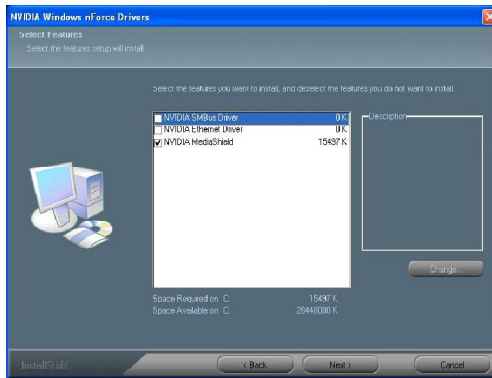 NVIDIA Windows nForce Drivers
Select Features
Select the features setup will install.
Select the features you want to install, and deselect the features you do not want to install.
NVIDIA SMBus Driver 0 K
NVIDIA Ethernet Driver 0 K
NVIDIA MediaShield 15497 K
Description
Change...
Space Required on C: 15497 K
Space Available on C: 28448080 K
InstallShield
< Back
Next >
Cancel